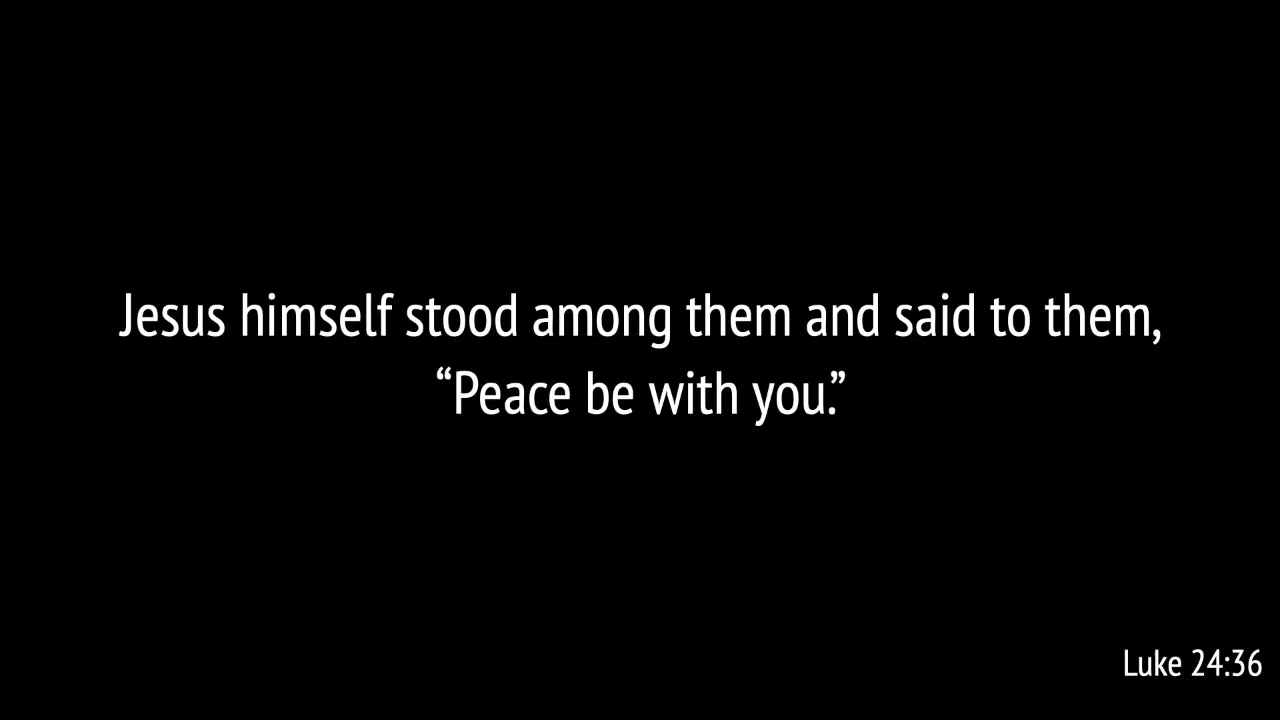 Jesus himself stood among them and said to them,
“Peace be with you.”
Luke 24:36